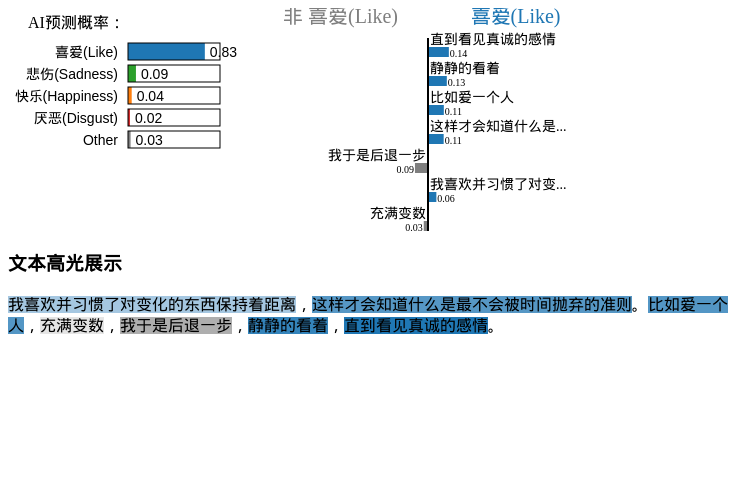 AI预测概率：
喜爱(Like) 0.83
悲伤(Sadness) 0.09
快乐(Happiness) 0.04
厌恶(Disgust) 0.02
Other 0.03
非 喜爱(Like) 喜爱(Like)
直到看见真诚的感情
0.14
静静的看着
0.13
比如爱一个人
0.11
这样才会知道什么是...
0.11
我于是后退一步
0.09
我喜欢并习惯了对变...
0.06
充满变数
0.03
文本高光展示
我喜欢并习惯了对变化的东西保持着距离，这样才会知道什么是最不会被时间抛弃的准则。比如爱一个
人，充满变数，我于是后退一步，静静的看着，直到看见真诚的感情。